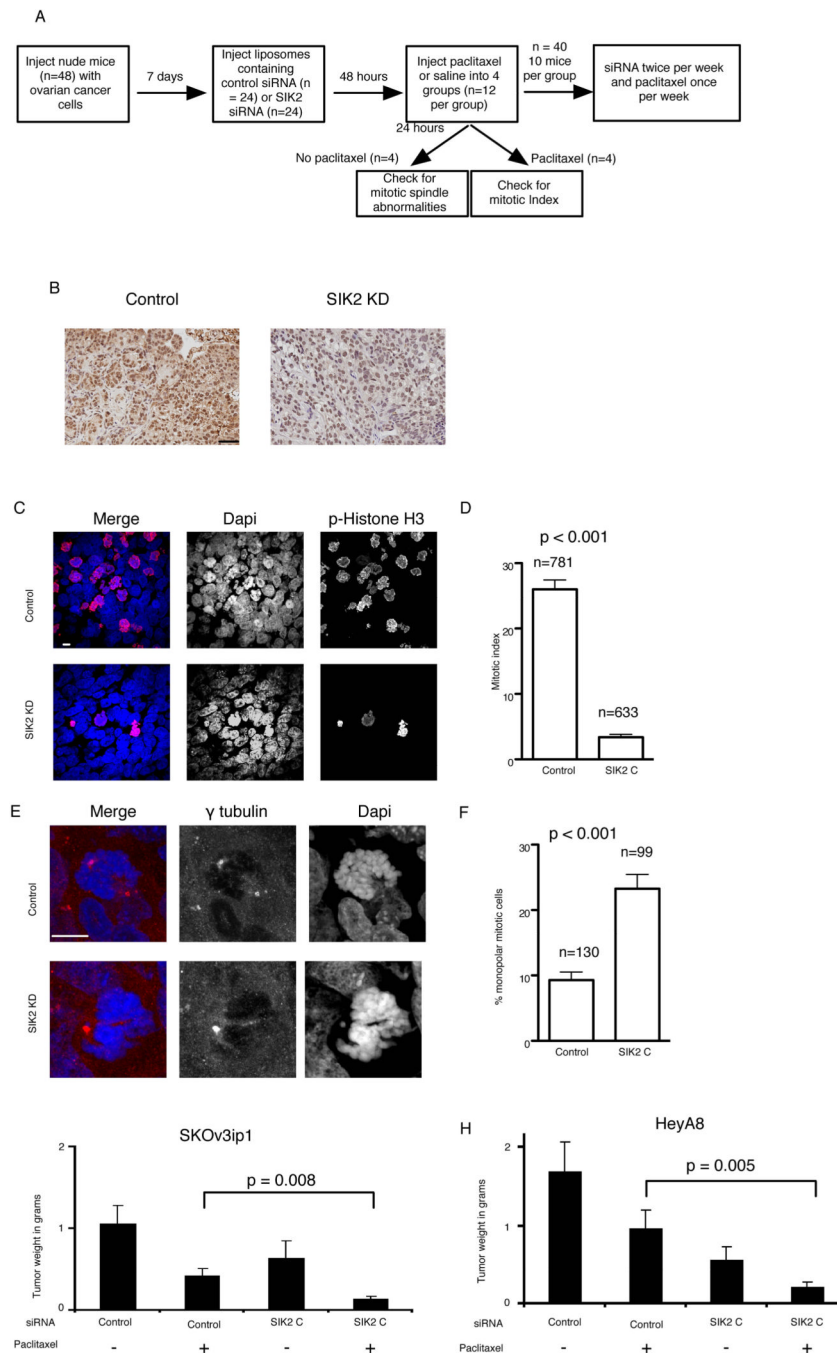 A
Inject nude mice
(n=48) with
ovarian cancer
cells
7 days
Inject liposomes
containing
control siRNA (n
= 24) or SIK2
siRNA (n=24)
48 hours
Inject paclitaxel
or saline into 4
groups (n=12
per group)
n = 40
10 mice
per group
siRNA twice per week
and paclitaxel once
per week
24 hours
No paclitaxel (n=4)
Paclitaxel (n=4)
Check for
mitotic spindle
abnormalities
Check for
mitotic Index
B
Control
SIK2 KD
C
Merge
Dapi
p-Histone H3
Control
SIK2 KD
D
p < 0.001
n=781
n=633
Mitotic index
30
20
10
0
Control
SIK2 C
E
Merge
γ tubulin
Dapi
Control
SIK2 KD
F
p < 0.001
n=99
n=130
% monopolar mitotic cells
30
20
10
0
Control
SIK2 C
SKOv3ip1
p = 0.008
Tumor weight in grams
2
1
0
siRNA
Control
Control
SIK2 C
SIK2 C
Paclitaxel
-
+
-
+
H
HeyA8
p = 0.005
Tumor weight in grams
2
1
0
siRNA
Control
Control
SIK2 C
SIK2 C
Paclitaxel
-
+
-
+